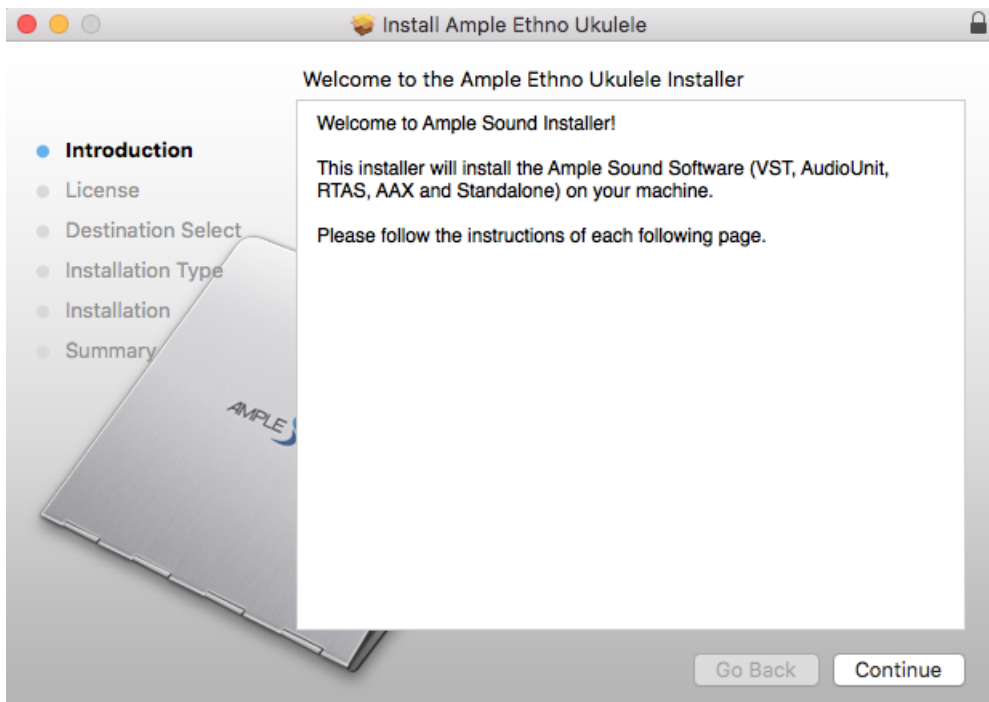 Install Ample Ethno Ukulele
Welcome to the Ample Ethno Ukulele Installer
Introduction
License
Destination Select
Installation Type
Installation
Summary
AMPLE
Welcome to Ample Sound Installer!
This installer will install the Ample Sound Software (VST, AudioUnit,
RTAS, AAX and Standalone) on your machine.
Please follow the instructions of each following page.
Go Back
Continue